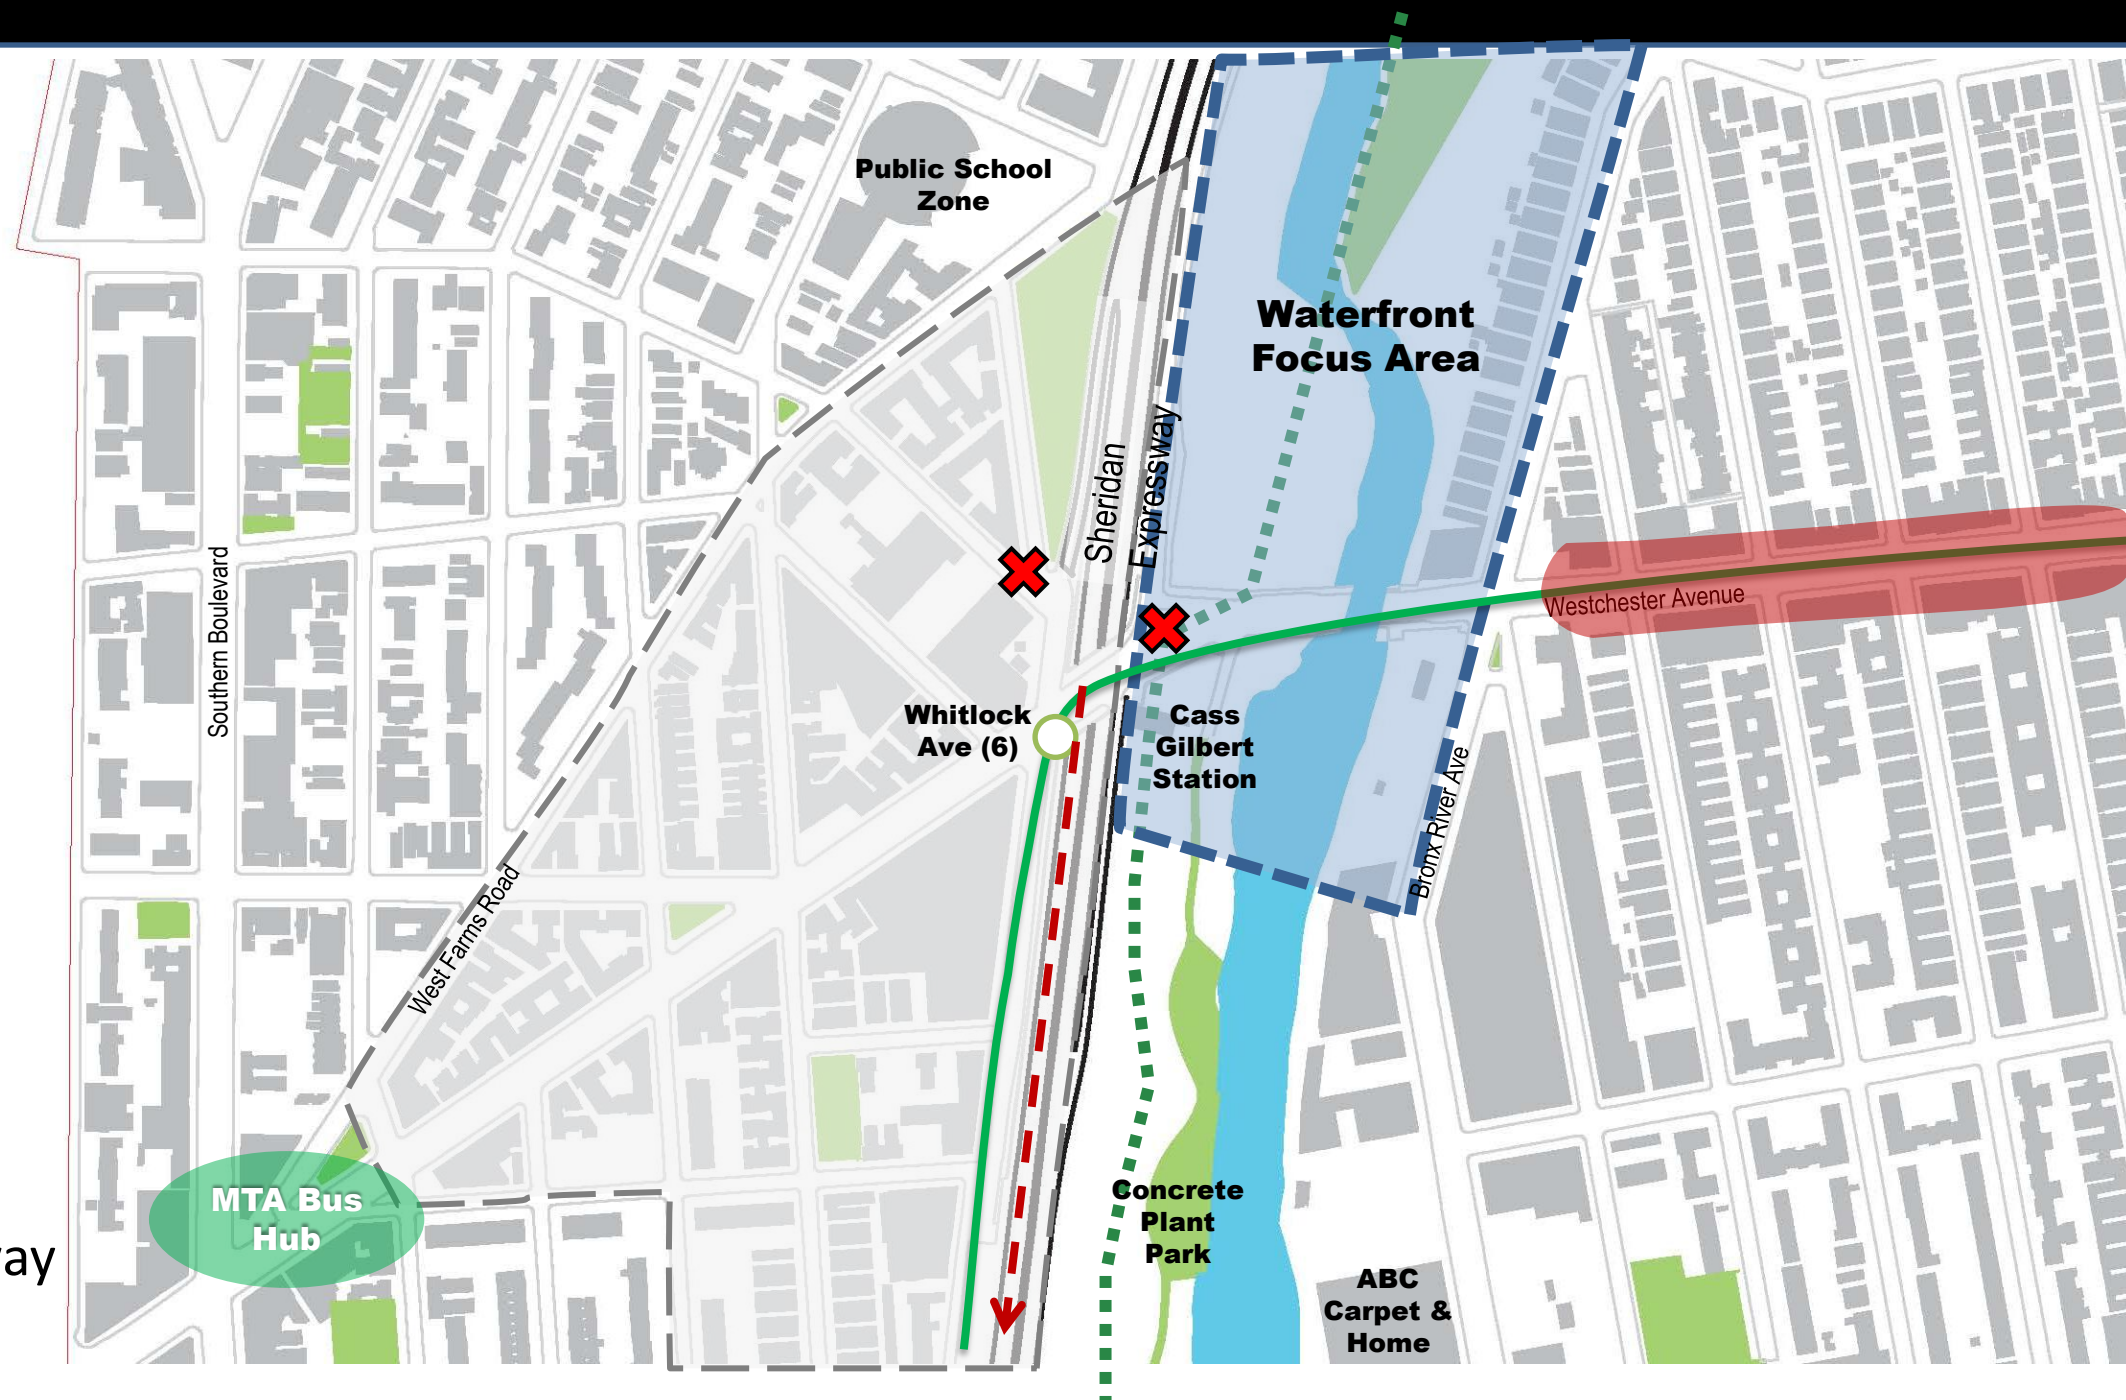 Public School
Zone
Waterfront
Focus Area
Sheridan
Expressway
Southern Boulevard
Westchester Avenue
Whitlock
Ave (6)
Cass
Gilbert
Station
Bronx River Ave
West Farms Road
MTA Bus
Hub
Concrete
Plant
Park
ABC
Carpet &
Home